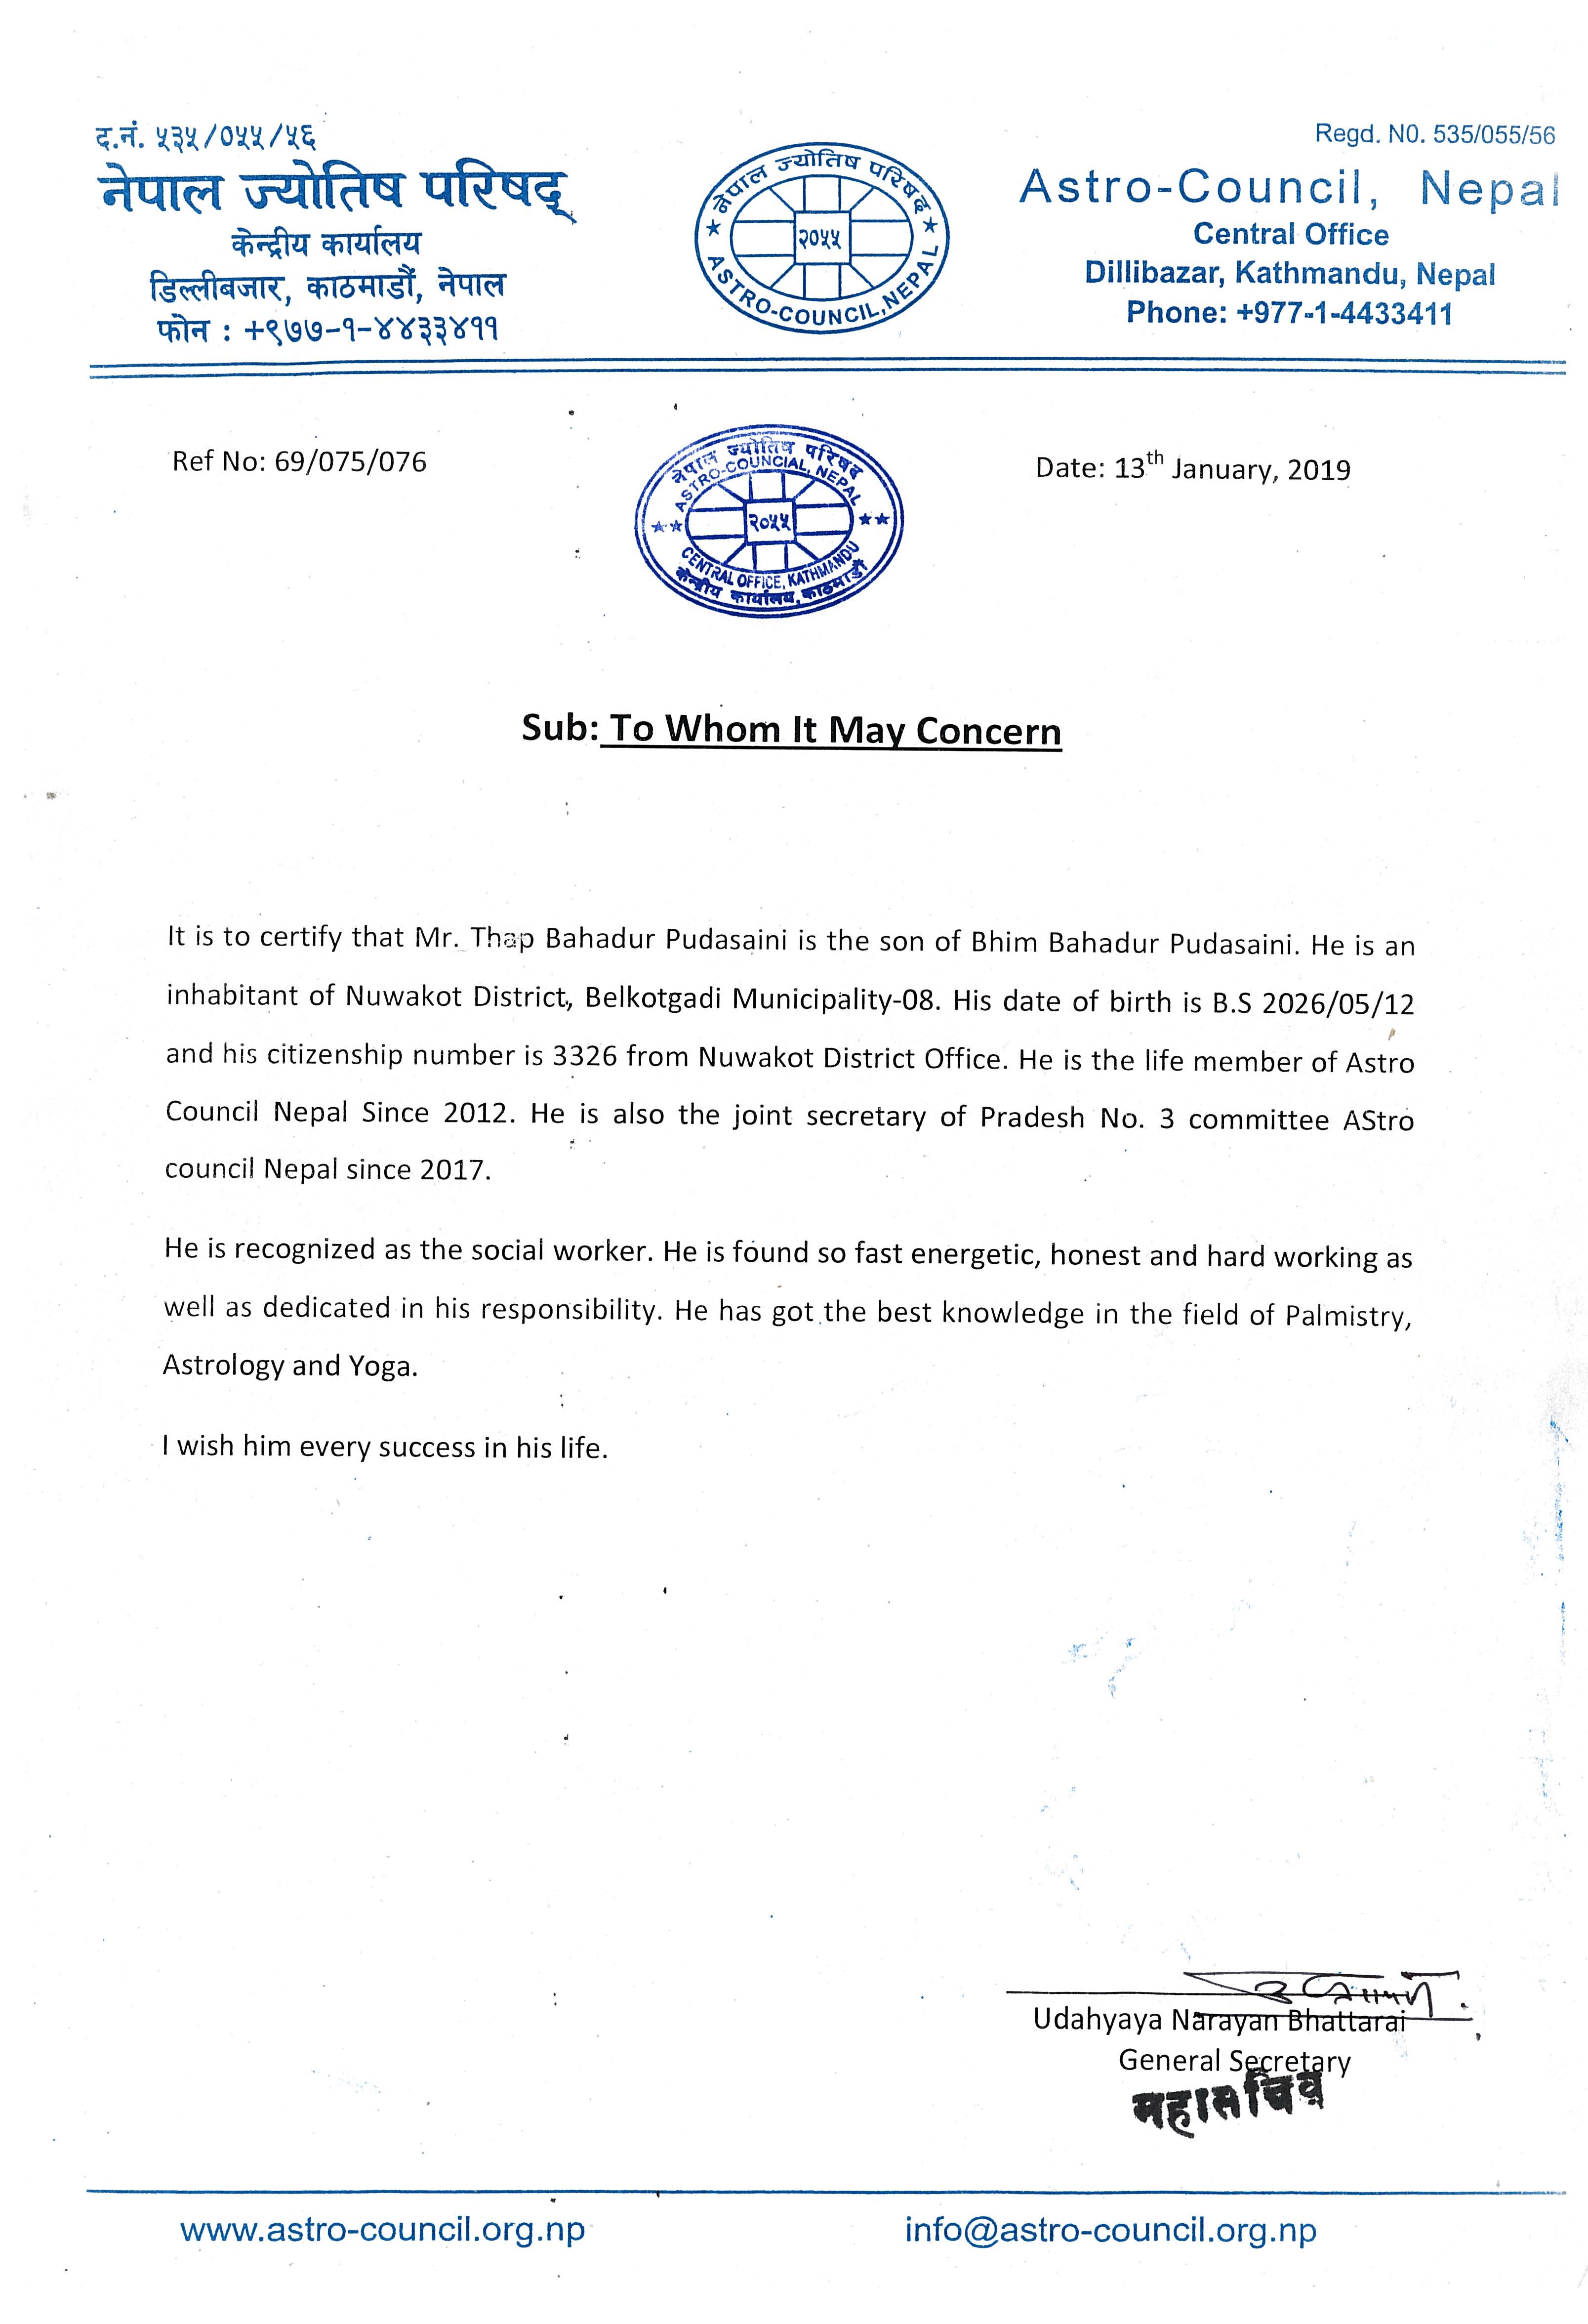 द.नं. ५३५/०५५/५६
नेपाल ज्योतिष परिषद्
केन्द्रीय कार्यालय
डिल्लीबजार, काठमाडौं, नेपाल
फोन : +९७७-१-४४३३४११
नेपाल ज्योतिष परिषद
२०५५
ASTRO-COUNCIL, NEPAL
Regd. N0. 535/055/56
Astro-Council, Nepal
Central Office
Dillibazar, Kathmandu, Nepal
Phone: +977-1-4433411
Ref No: 69/075/076
नेपाल ज्योतिष परिषद
ASTRO-COUNCIAL, NEPAL
२०५५
CENTRAL OFFICE, KATHMANDU
केन्द्रीय कार्यालय, काठमाडौं
Date: 13th January, 2019
Sub: To Whom It May Concern
It is to certify that Mr. Thap Bahadur Pudasaini is the son of Bhim Bahadur Pudasaini. He is an
inhabitant of Nuwakot District, Belkotgadi Municipality-08. His date of birth is B.S 2026/05/12
and his citizenship number is 3326 from Nuwakot District Office. He is the life member of Astro
Council Nepal Since 2012. He is also the joint secretary of Pradesh No. 3 committee AStro
council Nepal since 2017.
He is recognized as the social worker. He is found so fast energetic, honest and hard working as
well as dedicated in his responsibility. He has got the best knowledge in the field of Palmistry,
Astrology and Yoga.
I wish him every success in his life.
Udahyaya Narayan Bhattarai
General Secretary
महासचिव
www.astro-council.org.np
info@astro-council.org.np